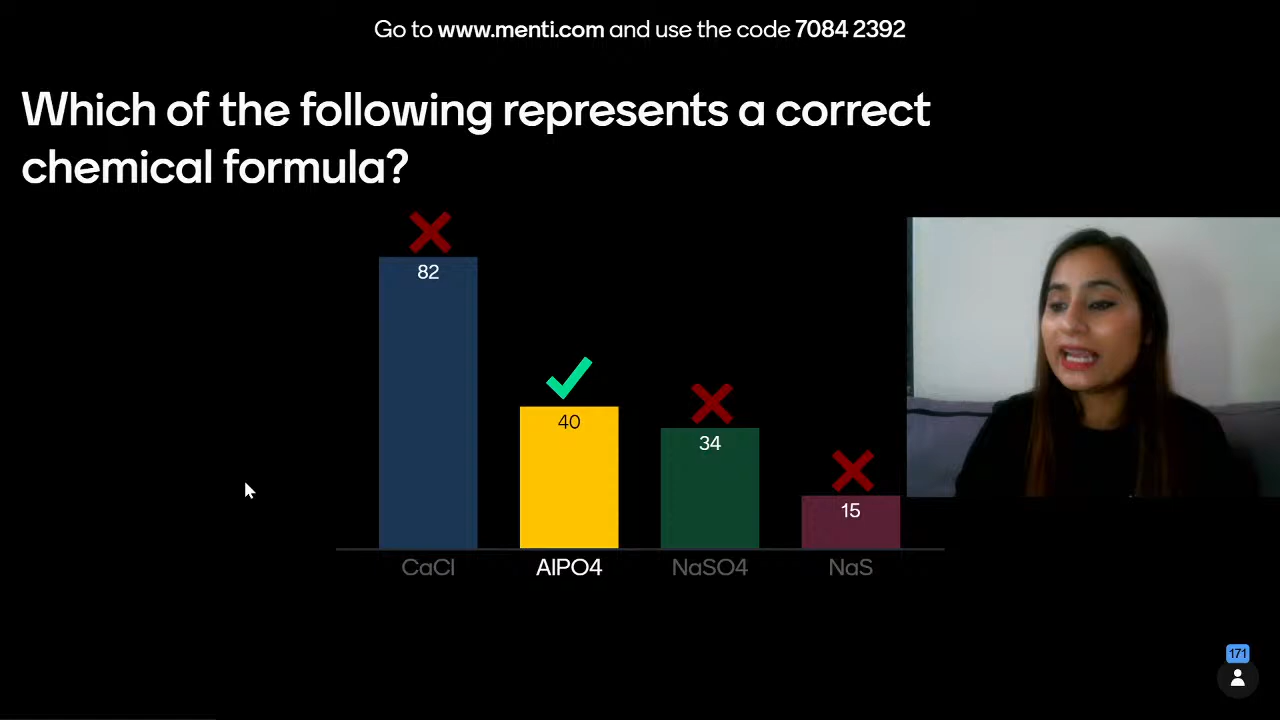 Go to www.menti.com and use the code 7084 2392
Which of the following represents a correct
chemical formula?
82
40
34
15
CaCl
AlPO4
NaSO4
NaS
171